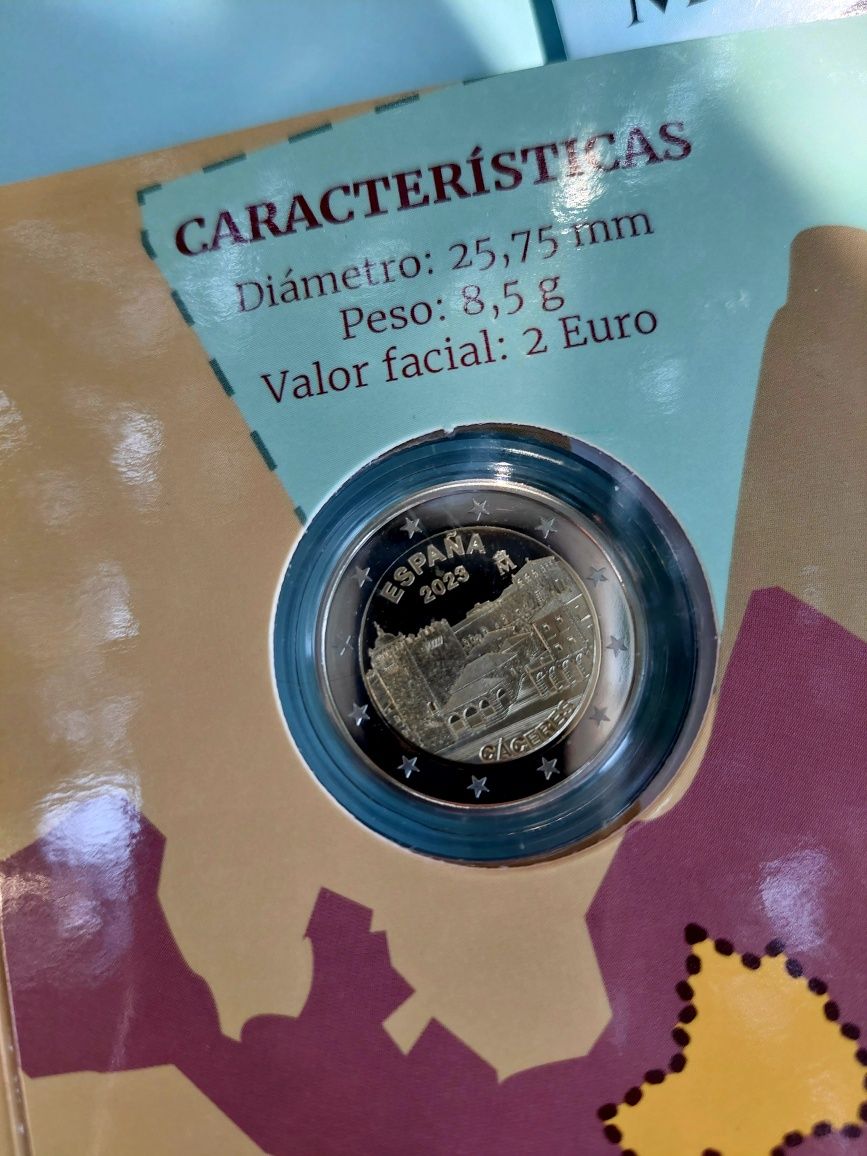 CARACTERÍSTICAS
Diámetro: 25,75 mm
Peso: 8,5 g
Valor facial: 2 Euro
ESPAÑA
2023
M
CÁCERES